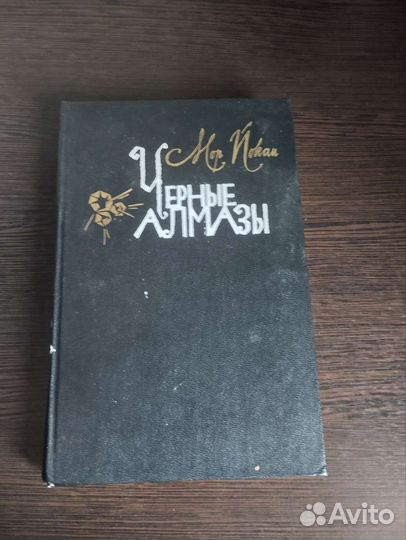 Мор Йокаи
Черные
алмазы
Avito